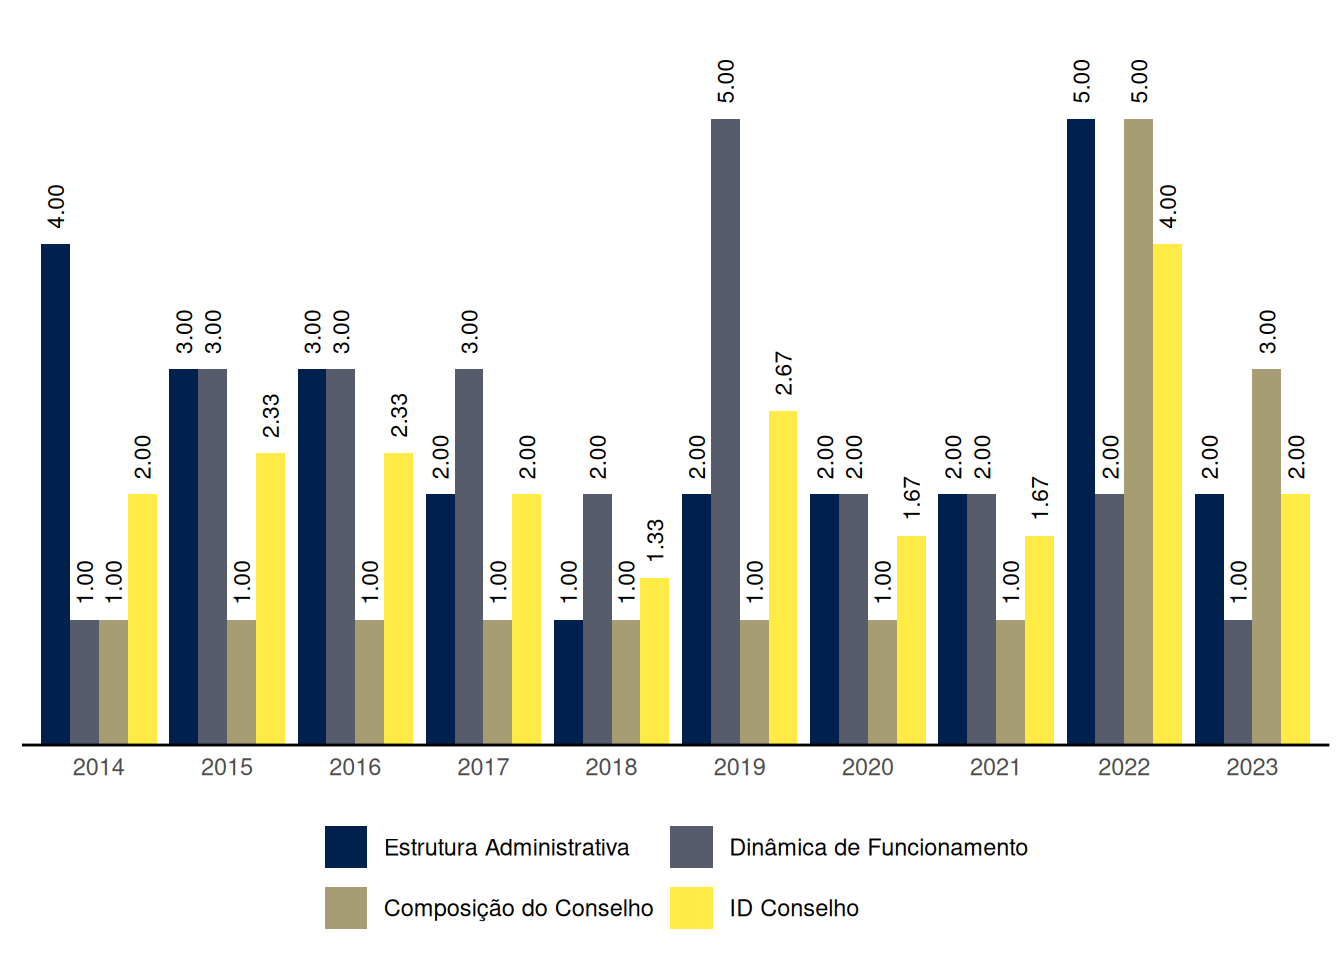 4.00 1.00 1.00 2.00 3.00 3.00 1.00 2.33 3.00 3.00 1.00 2.33 2.00 3.00 1.00 2.00 1.00 2.00 1.00 1.33 2.00 5.00 1.00 2.67 2.00 2.00 1.00 1.67 2.00 2.00 1.00 1.67 5.00 2.00 5.00 4.00 2.00 1.00 3.00 2.00
2014 2015 2016 2017 2018 2019 2020 2021 2022 2023
Estrutura Administrativa Dinâmica de Funcionamento
Composição do Conselho ID Conselho